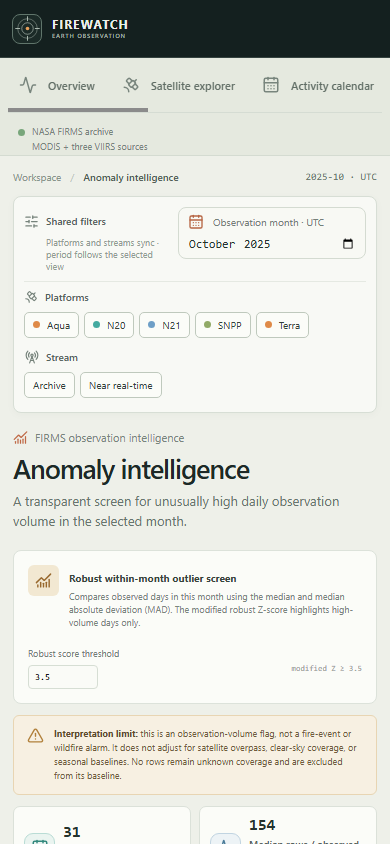 FIREWATCH
EARTH OBSERVATION
Overview
Satellite explorer
Activity calendar
NASA FIRMS archive
MODIS + three VIIRS sources
Workspace / Anomaly intelligence
2025-10 · UTC
Shared filters
Platforms and streams sync ·
period follows the selected
view
Observation month · UTC
October 2025
Platforms
Aqua
N20
N21
SNPP
Terra
Stream
Archive
Near real-time
FIRMS observation intelligence
Anomaly intelligence
A transparent screen for unusually high daily observation
volume in the selected month.
Robust within-month outlier screen
Compares observed days in this month using the median and median
absolute deviation (MAD). The modified robust Z-score highlights high-
volume days only.
Robust score threshold
3.5
modified Z ≥ 3.5
Interpretation limit: this is an observation-volume flag, not a fire-event or
wildfire alarm. It does not adjust for satellite overpass, clear-sky coverage, or
seasonal baselines. No rows remain unknown coverage and are excluded
from its baseline.
31
154
Median rows / observed